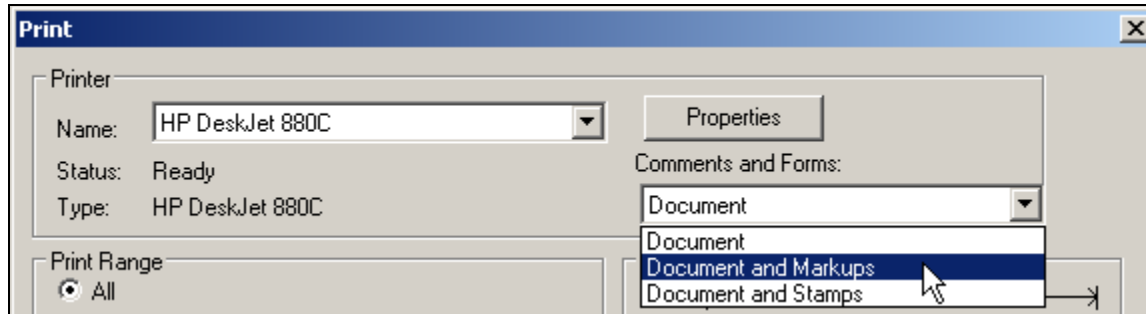 Print
Printer
Name: HP DeskJet 880C Properties
Status: Ready Comments and Forms:
Type: HP DeskJet 880C Document
Document
Print Range Document and Markups
All Document and Stamps